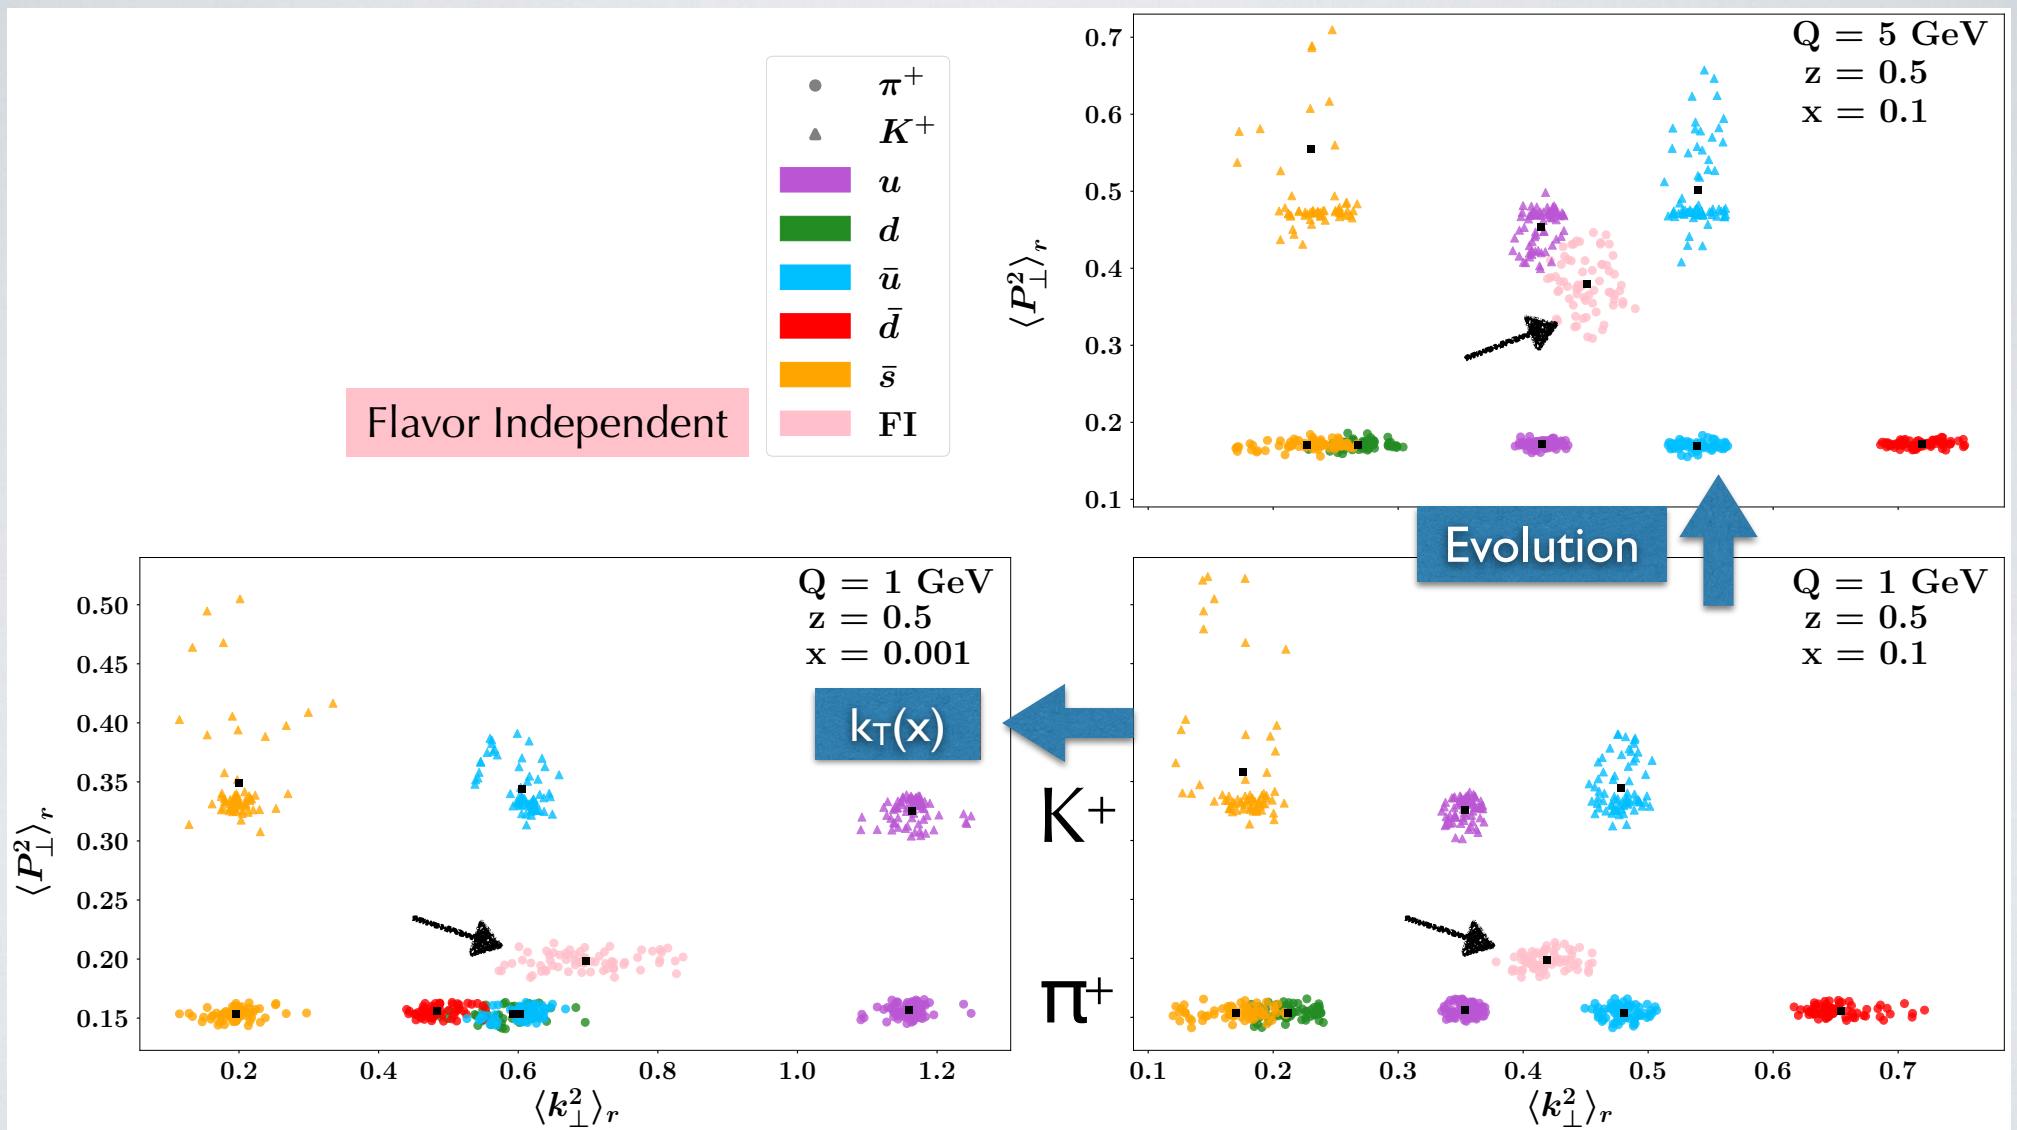 π⁺
K⁺
u
d
ū
d̄
s̄
FI
Flavor Independent
Q = 5 GeV
z = 0.5
x = 0.1
0.7
0.6
0.5
0.4
0.3
0.2
0.1
⟨P²⊥⟩r
Evolution
Q = 1 GeV
z = 0.5
x = 0.001
kT(x)
0.50
0.45
0.40
0.35
0.30
0.25
0.20
0.15
⟨P²⊥⟩r
0.2 0.4 0.6 0.8 1.0 1.2
⟨k²⊥⟩r
K⁺
π⁺
Q = 1 GeV
z = 0.5
x = 0.1
0.1 0.2 0.3 0.4 0.5 0.6 0.7
⟨k²⊥⟩r